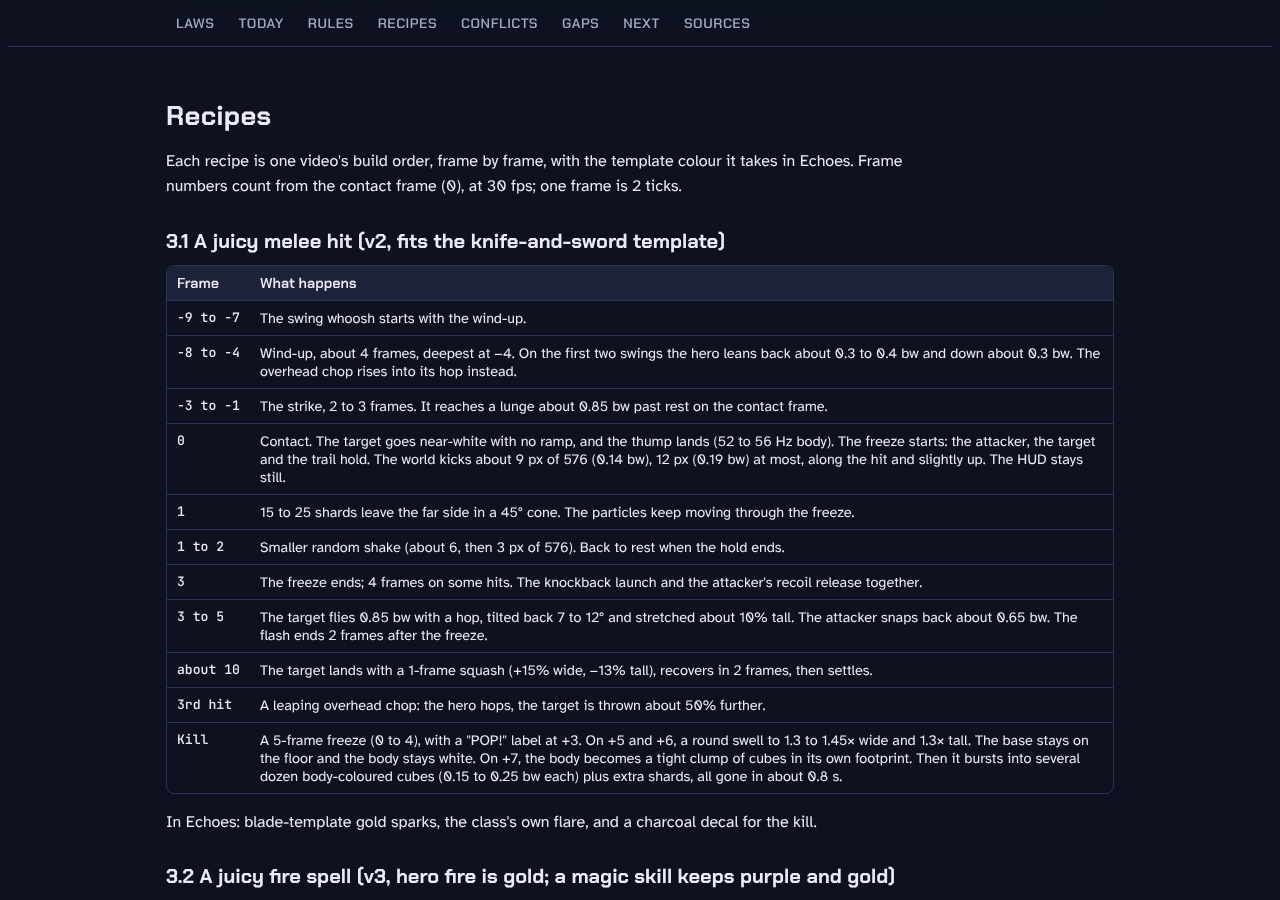 LAWS TODAY RULES RECIPES CONFLICTS GAPS NEXT SOURCES
Recipes
Each recipe is one video's build order, frame by frame, with the template colour it takes in Echoes. Frame
numbers count from the contact frame (0), at 30 fps; one frame is 2 ticks.
3.1 A juicy melee hit (v2, fits the knife-and-sword template)
Frame What happens
-9 to -7 The swing whoosh starts with the wind-up.
-8 to -4 Wind-up, about 4 frames, deepest at −4. On the first two swings the hero leans back about 0.3 to 0.4 bw and down about 0.3 bw. The
overhead chop rises into its hop instead.
-3 to -1 The strike, 2 to 3 frames. It reaches a lunge about 0.85 bw past rest on the contact frame.
0 Contact. The target goes near-white with no ramp, and the thump lands (52 to 56 Hz body). The freeze starts: the attacker, the target
and the trail hold. The world kicks about 9 px of 576 (0.14 bw), 12 px (0.19 bw) at most, along the hit and slightly up. The HUD stays
still.
1 15 to 25 shards leave the far side in a 45° cone. The particles keep moving through the freeze.
1 to 2 Smaller random shake (about 6, then 3 px of 576). Back to rest when the hold ends.
3 The freeze ends; 4 frames on some hits. The knockback launch and the attacker's recoil release together.
3 to 5 The target flies 0.85 bw with a hop, tilted back 7 to 12° and stretched about 10% tall. The attacker snaps back about 0.65 bw. The
flash ends 2 frames after the freeze.
about 10 The target lands with a 1-frame squash (+15% wide, −13% tall), recovers in 2 frames, then settles.
3rd hit A leaping overhead chop: the hero hops, the target is thrown about 50% further.
Kill A 5-frame freeze (0 to 4), with a "POP!" label at +3. On +5 and +6, a round swell to 1.3 to 1.45× wide and 1.3× tall. The base stays on
the floor and the body stays white. On +7, the body becomes a tight clump of cubes in its own footprint. Then it bursts into several
dozen body-coloured cubes (0.15 to 0.25 bw each) plus extra shards, all gone in about 0.8 s.
In Echoes: blade-template gold sparks, the class's own flare, and a charcoal decal for the kill.
3.2 A juicy fire spell (v3, hero fire is gold; a magic skill keeps purple and gold)